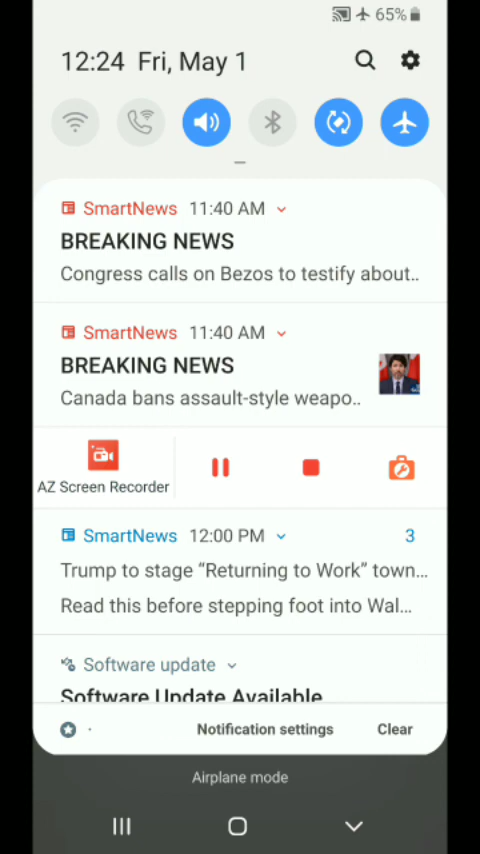 65%
12:24 Fri, May 1
SmartNews 11:40 AM
BREAKING NEWS
Congress calls on Bezos to testify about..
SmartNews 11:40 AM
BREAKING NEWS
Canada bans assault-style weapo..
AZ Screen Recorder
SmartNews 12:00 PM 3
Trump to stage “Returning to Work” town...
Read this before stepping foot into Wal...
Software update
Software Update Available
Notification settings Clear
Airplane mode